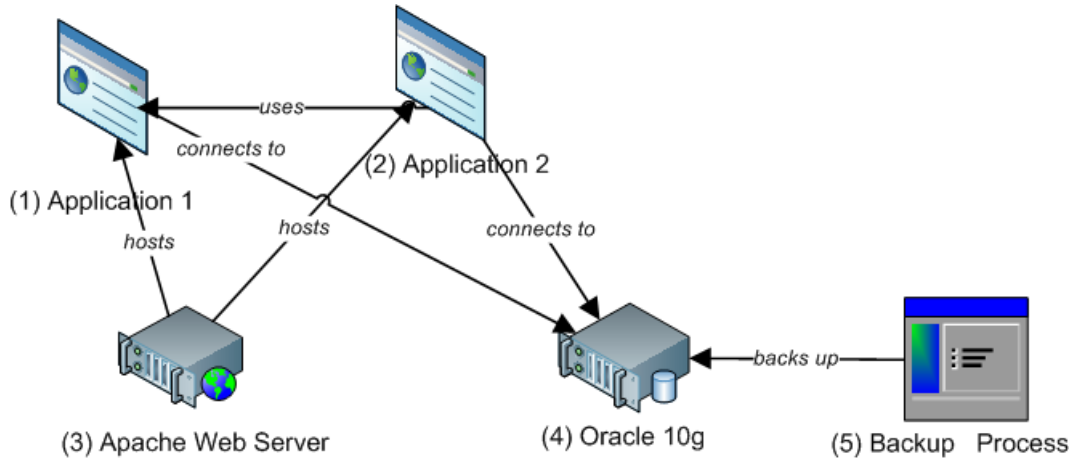 uses
connects to
(2) Application 2
(1) Application 1
hosts
hosts
connects to
backs up
(3) Apache Web Server
(4) Oracle 10g
(5) Backup Process